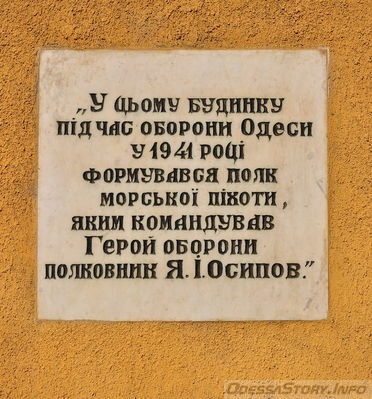 „У цьому будинку
під час оборони Одеси
у 1941 році
формувався полк
морської піхоти,
яким командував
Герой оборони
полковник Я.І.Осипов."
OdessaStory.Info